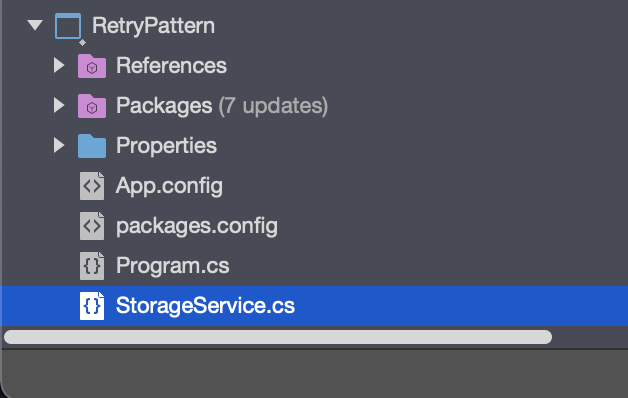 RetryPattern
References
Packages (7 updates)
Properties
App.config
packages.config
Program.cs
StorageService.cs